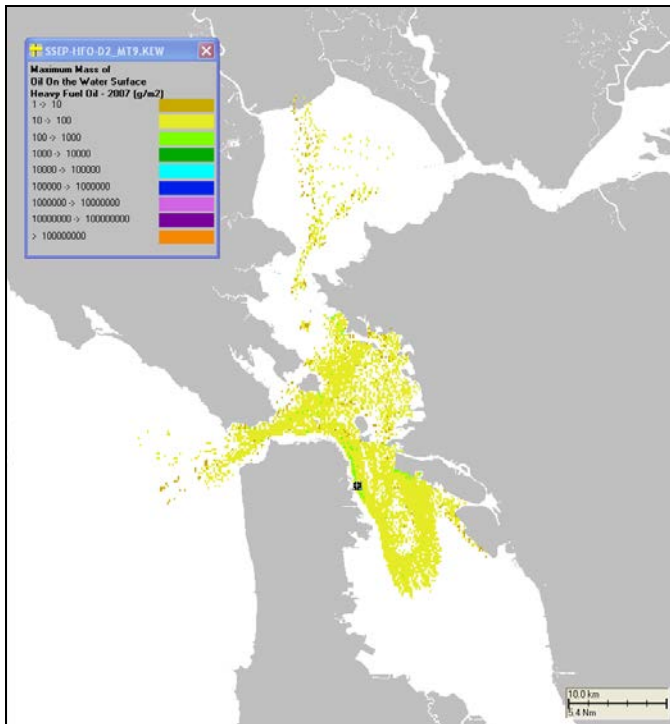 SSEP-HFO-D2_MT9.KEW
Maximum Mass of
Oil On the Water Surface
Heavy Fuel Oil - 2007 (g/m2)
1 -> 10
10 -> 100
100 -> 1000
1000 -> 10000
10000 -> 100000
100000 -> 1000000
1000000 -> 10000000
10000000 -> 100000000
> 100000000
10.0 km
5.4 Nm